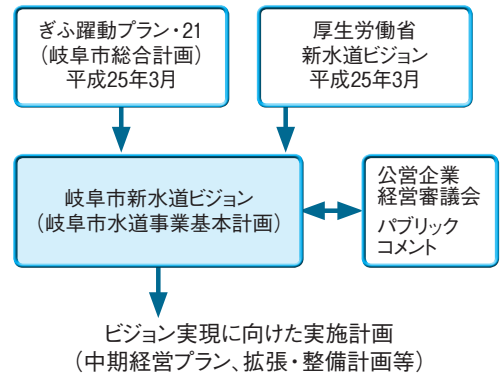 ぎふ躍動プラン・21
（岐阜市総合計画）
平成25年3月
厚生労働省
新水道ビジョン
平成25年3月
岐阜市新水道ビジョン
（岐阜市水道事業基本計画）
公営企業
経営審議会
パブリック
コメント
ビジョン実現に向けた実施計画
（中期経営プラン、拡張・整備計画等）